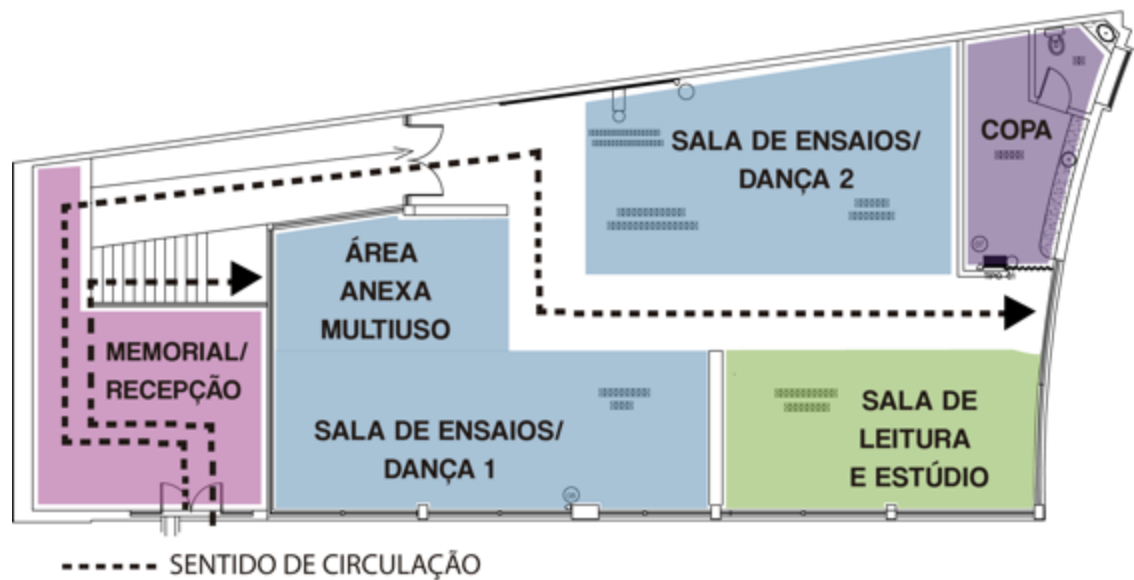 SALA DE ENSAIOS/
DANÇA 2
COPA
ÁREA
ANEXA
MULTIUSO
MEMORIAL/
RECEPÇÃO
SALA DE ENSAIOS/
DANÇA 1
SALA DE
LEITURA
E ESTÚDIO
SENTIDO DE CIRCULAÇÃO